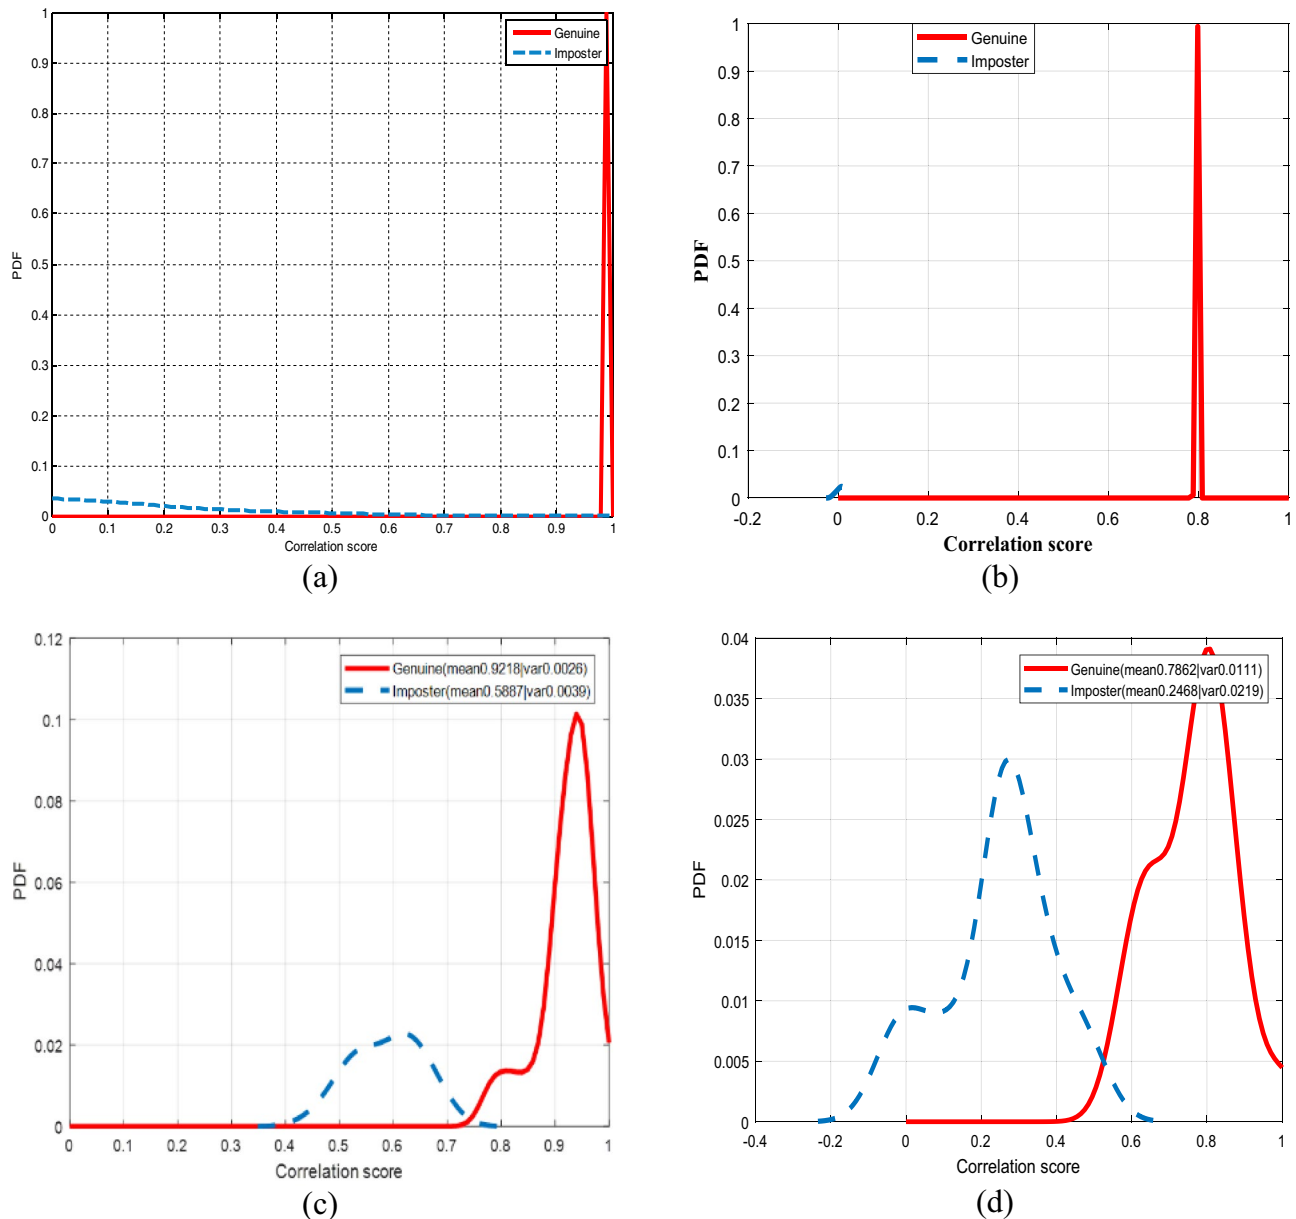 1
0.9
0.8
0.7
0.6
0.5
0.4
0.3
0.2
0.1
0
PDF
Genuine
Imposter
0 0.1 0.2 0.3 0.4 0.5 0.6 0.7 0.8 0.9 1
Correlation score
(a)
1
0.9
0.8
0.7
0.6
0.5
0.4
0.3
0.2
0.1
0
PDF
Genuine
Imposter
-0.2 0 0.2 0.4 0.6 0.8 1
Correlation score
(b)
0.12
0.1
0.08
0.06
0.04
0.02
0
PDF
Genuine(mean0.9218|var0.0026)
Imposter(mean0.5887|var0.0039)
0 0.1 0.2 0.3 0.4 0.5 0.6 0.7 0.8 0.9 1
Correlation score
(c)
0.04
0.035
0.03
0.025
0.02
0.015
0.01
0.005
0
PDF
Genuine(mean0.7862|var0.0111)
Imposter(mean0.2468|var0.0219)
-0.4 -0.2 0 0.2 0.4 0.6 0.8 1
Correlation score
(d)